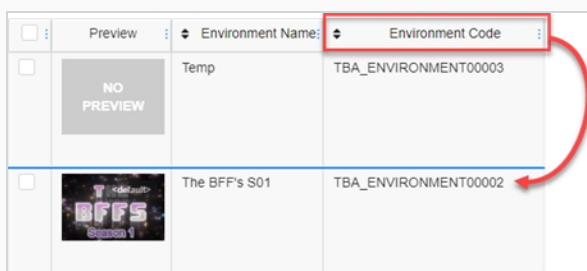 Preview Environment Name Environment Code
NO
PREVIEW
Temp TBA_ENVIRONMENT00003
The BFF's S01 TBA_ENVIRONMENT00002
T <default>
BFFS
Season 1